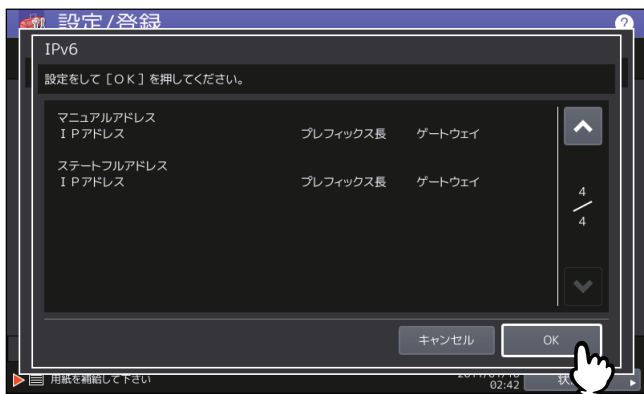 設定/登録
?
IPv6
設定をして［ＯＫ］を押してください。
マニュアルアドレス
ＩＰアドレス プレフィックス長 ゲートウェイ
ステートフルアドレス
ＩＰアドレス プレフィックス長 ゲートウェイ
4
4
キャンセル OK
用紙を補給して下さい
02:42